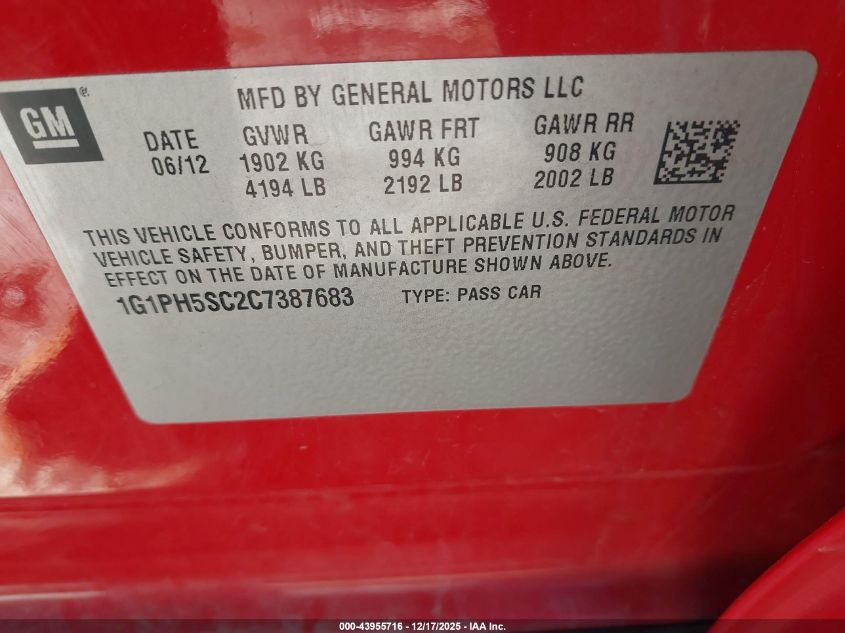 GM®
MFD BY GENERAL MOTORS LLC
DATE GVWR GAWR FRT GAWR RR
06/12 1902 KG 994 KG 908 KG
4194 LB 2192 LB 2002 LB
THIS VEHICLE CONFORMS TO ALL APPLICABLE U.S. FEDERAL MOTOR
VEHICLE SAFETY, BUMPER, AND THEFT PREVENTION STANDARDS IN
EFFECT ON THE DATE OF MANUFACTURE SHOWN ABOVE.
1G1PH5SC2C7387683 TYPE: PASS CAR
000-43955716 - 12/17/2025 - IAA Inc.